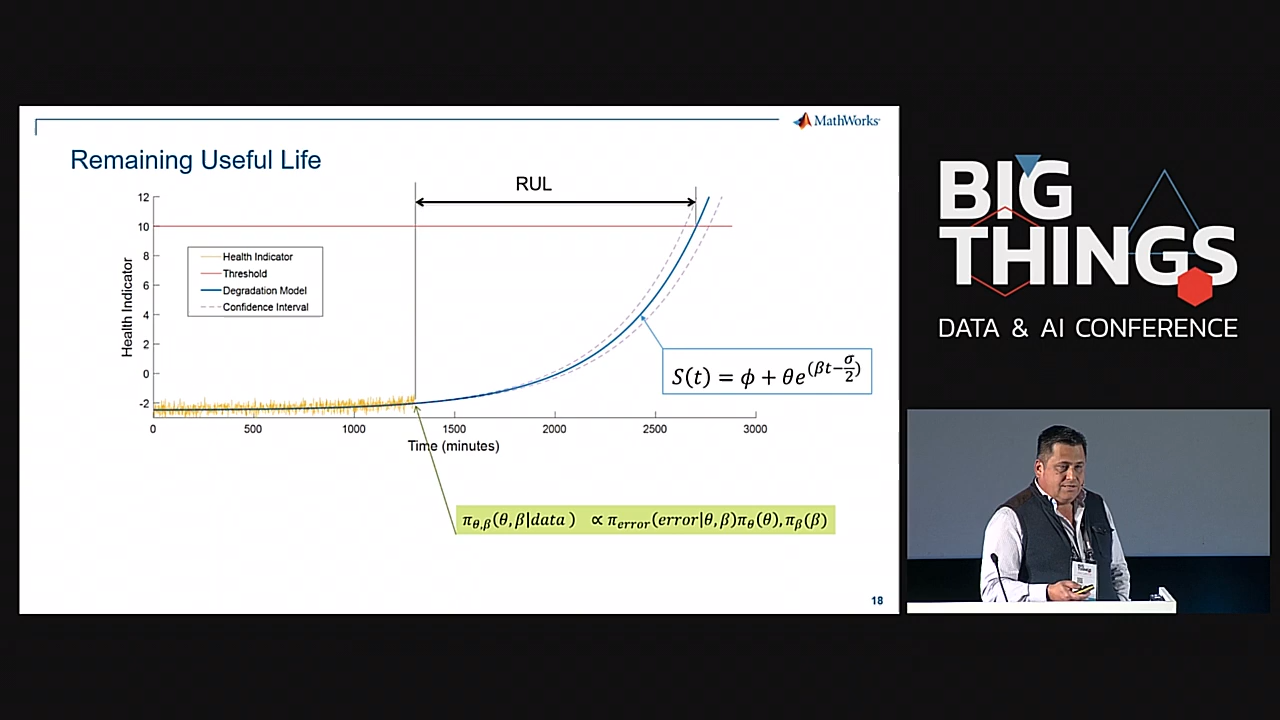 MathWorks®
Remaining Useful Life
RUL
12
10
8
6
4
2
0
-2
Health Indicator
Health Indicator
Threshold
Degradation Model
Confidence Interval
S(t) = ϕ + θe^(βt−σ/2)
0 500 1000 1500 2000 2500 3000
Time (minutes)
π_θ,β(θ,β|data) ∝ π_error(error|θ,β)π_θ(θ),π_β(β)
18
BIG
THINGS
DATA & AI CONFERENCE
BIG
THINGS